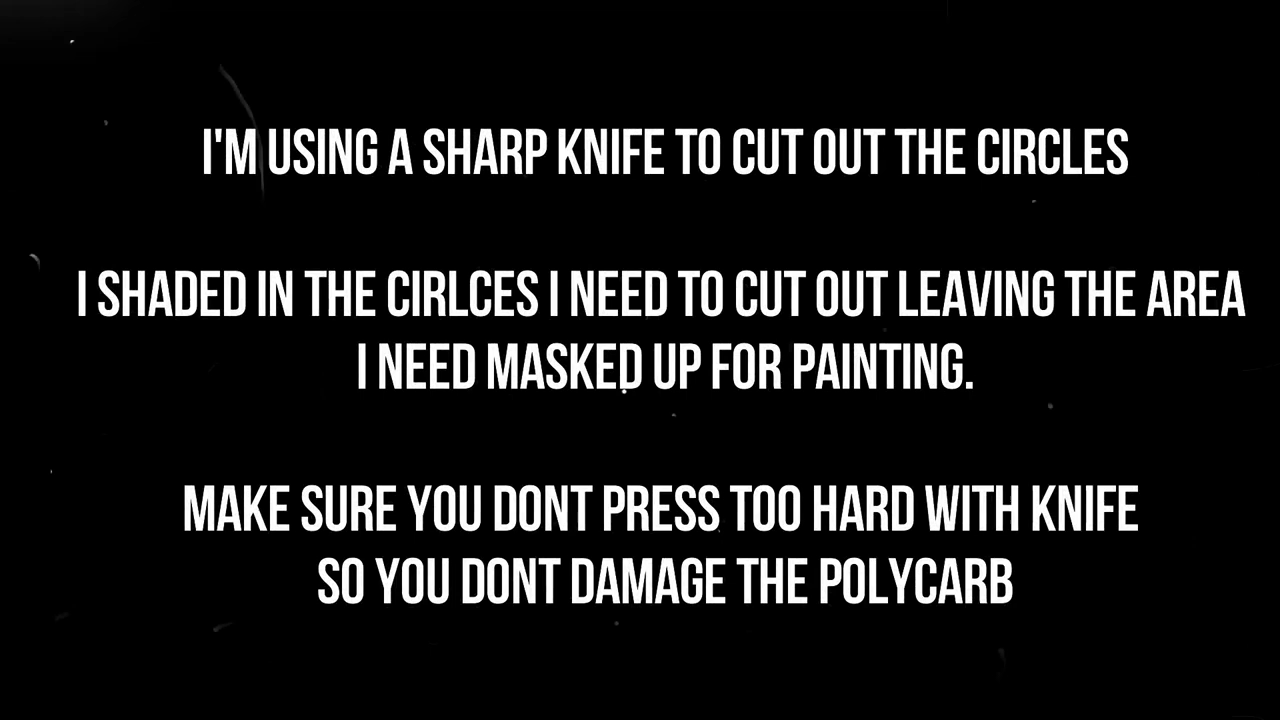 I'M USING A SHARP KNIFE TO CUT OUT THE CIRCLES
I SHADED IN THE CIRLCES I NEED TO CUT OUT LEAVING THE AREA
I NEED MASKED UP FOR PAINTING.
MAKE SURE YOU DONT PRESS TOO HARD WITH KNIFE
SO YOU DONT DAMAGE THE POLYCARB